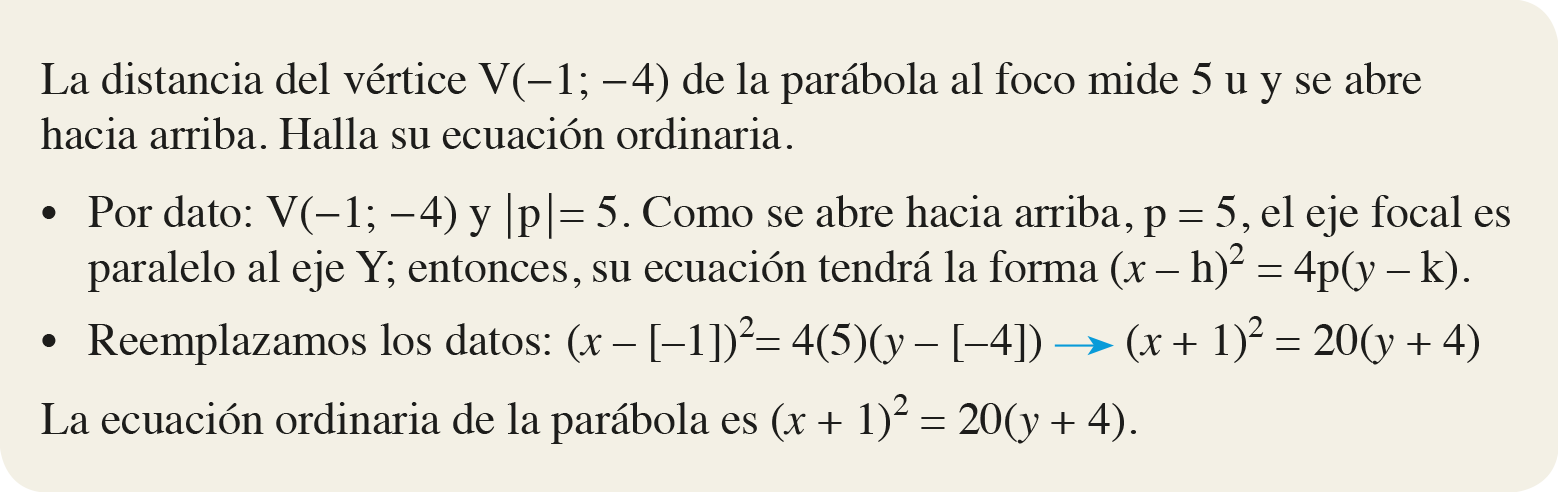 La distancia del vértice V(−1; −4) de la parábola al foco mide 5 u y se abre
hacia arriba. Halla su ecuación ordinaria.
• Por dato: V(−1; −4) y |p|= 5. Como se abre hacia arriba, p = 5, el eje focal es
paralelo al eje Y; entonces, su ecuación tendrá la forma (x – h)² = 4p(y – k).
• Reemplazamos los datos: (x – [–1])²= 4(5)(y – [–4]) → (x + 1)² = 20(y + 4)
La ecuación ordinaria de la parábola es (x + 1)² = 20(y + 4).